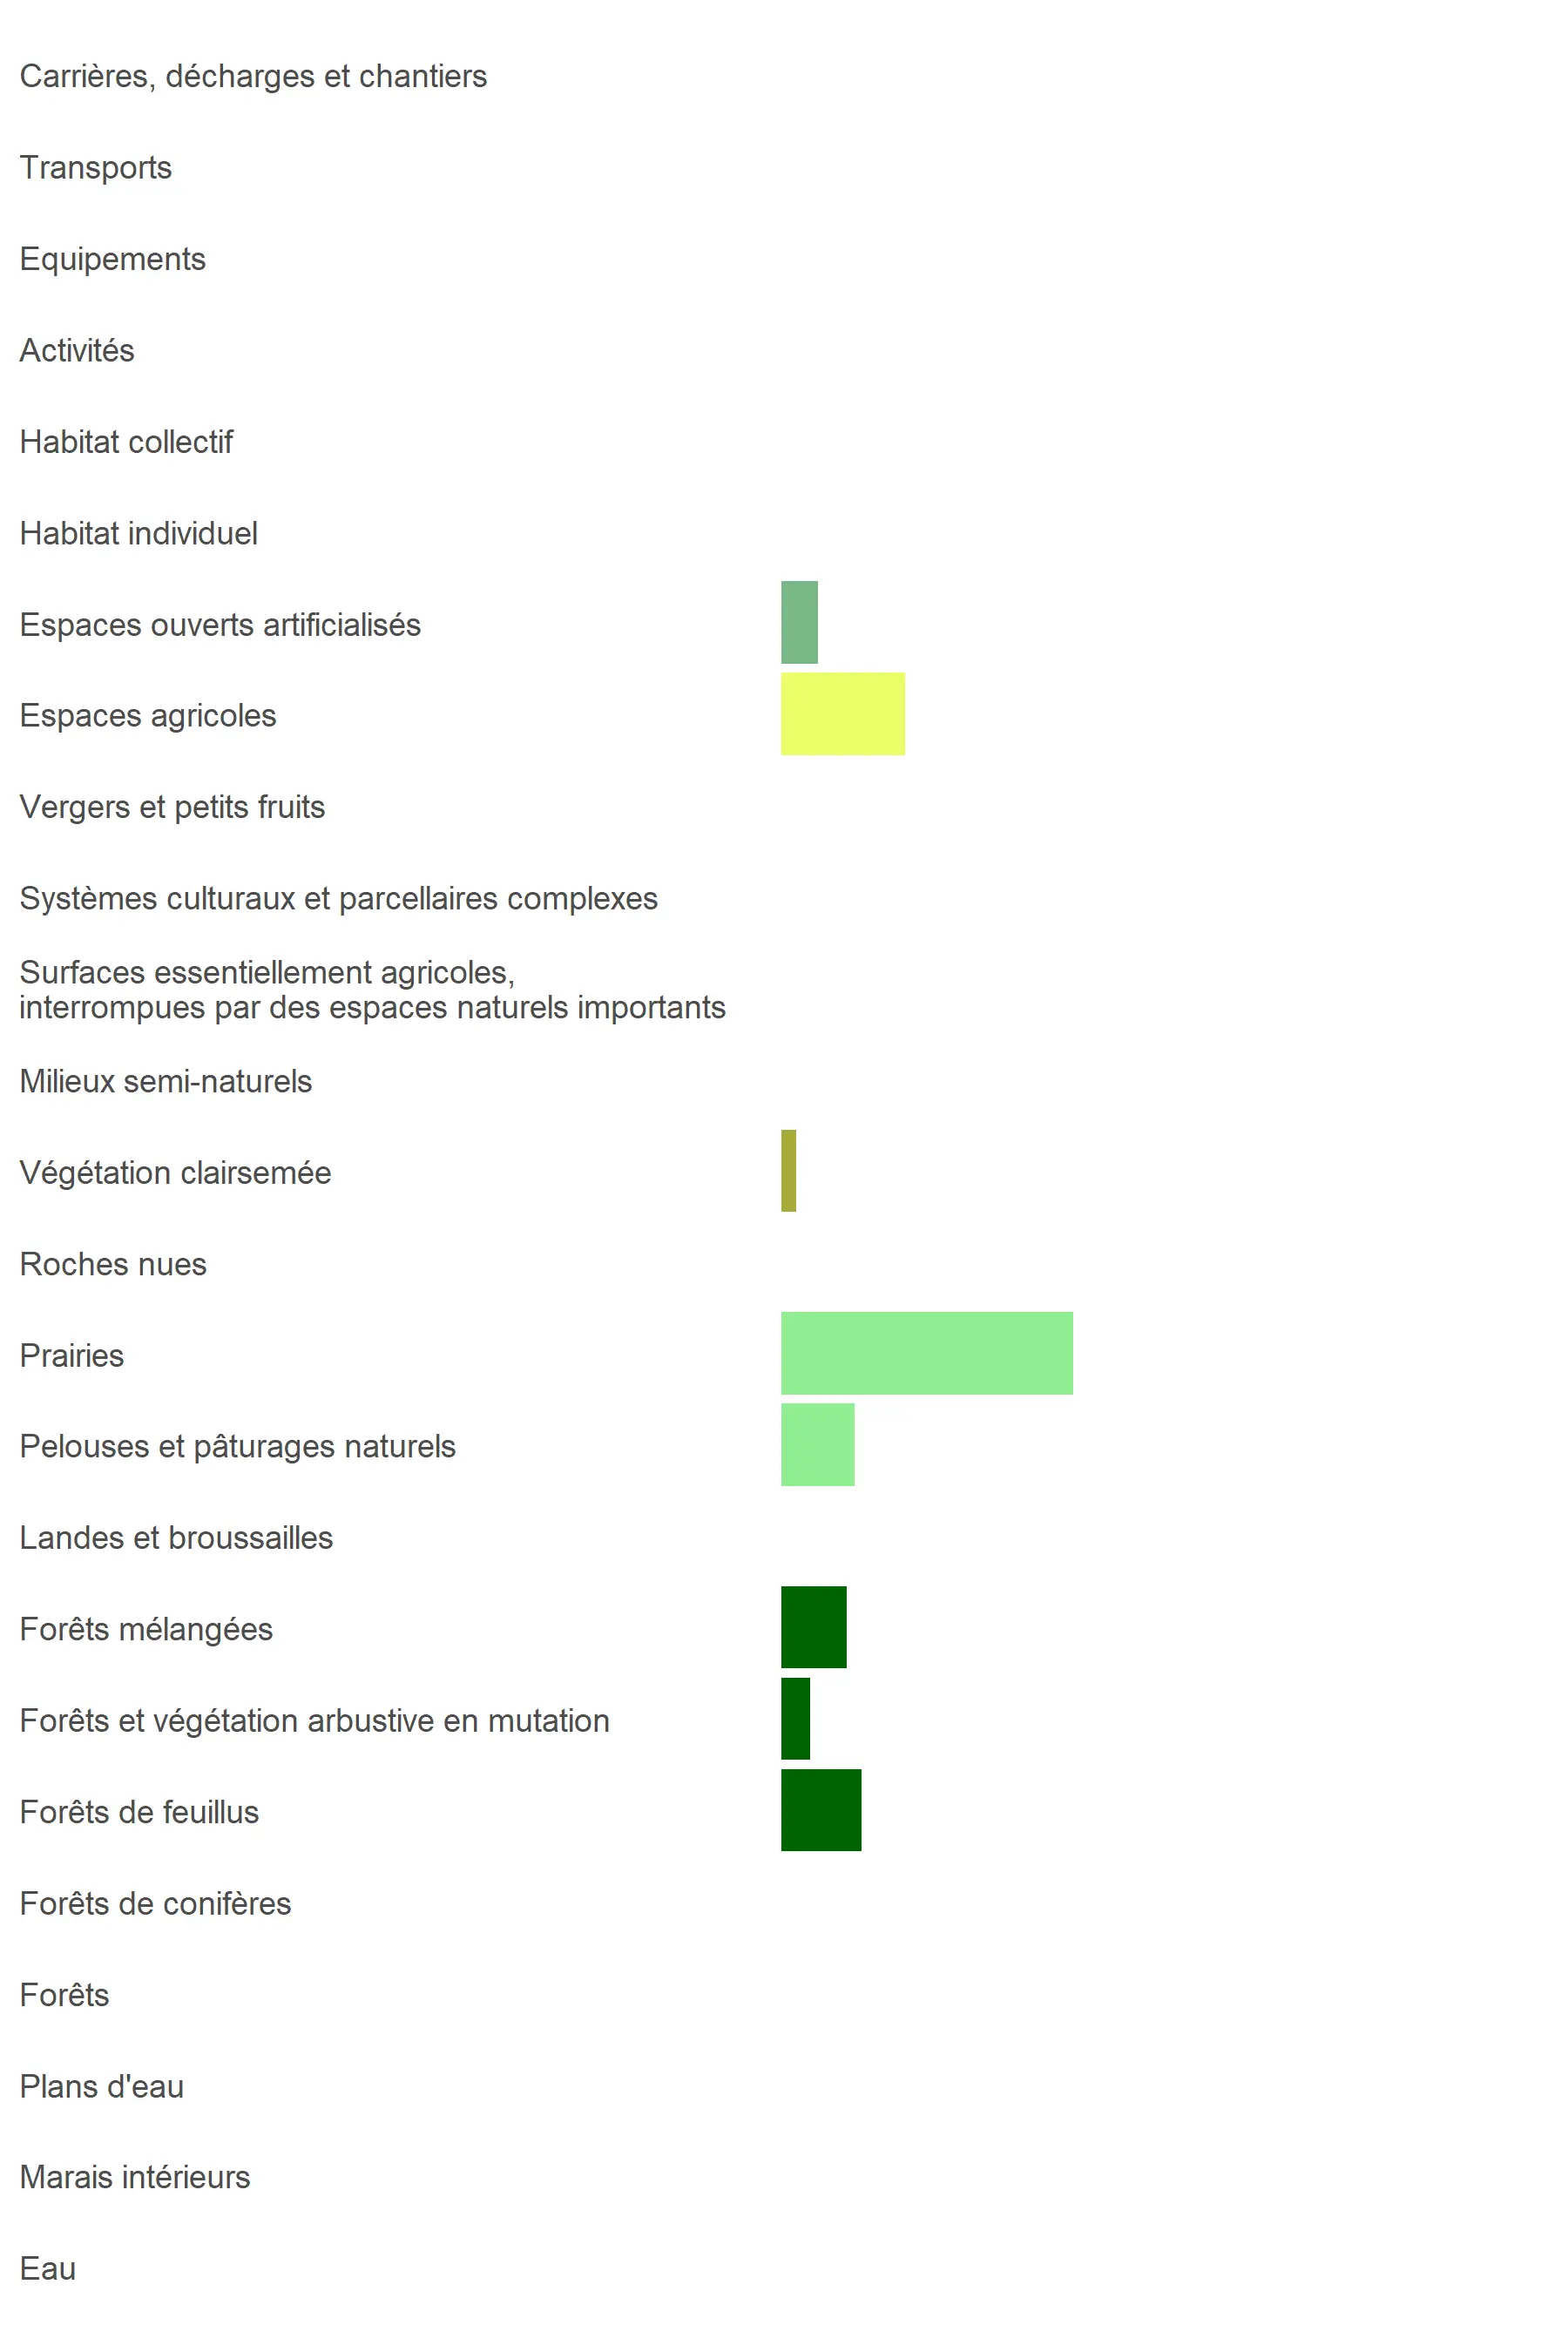 Carrières, décharges et chantiers
Transports
Equipements
Activités
Habitat collectif
Habitat individuel
Espaces ouverts artificialisés
Espaces agricoles
Vergers et petits fruits
Systèmes culturaux et parcellaires complexes
Surfaces essentiellement agricoles,
interrompues par des espaces naturels importants
Milieux semi-naturels
Végétation clairsemée
Roches nues
Prairies
Pelouses et pâturages naturels
Landes et broussailles
Forêts mélangées
Forêts et végétation arbustive en mutation
Forêts de feuillus
Forêts de conifères
Forêts
Plans d'eau
Marais intérieurs
Eau